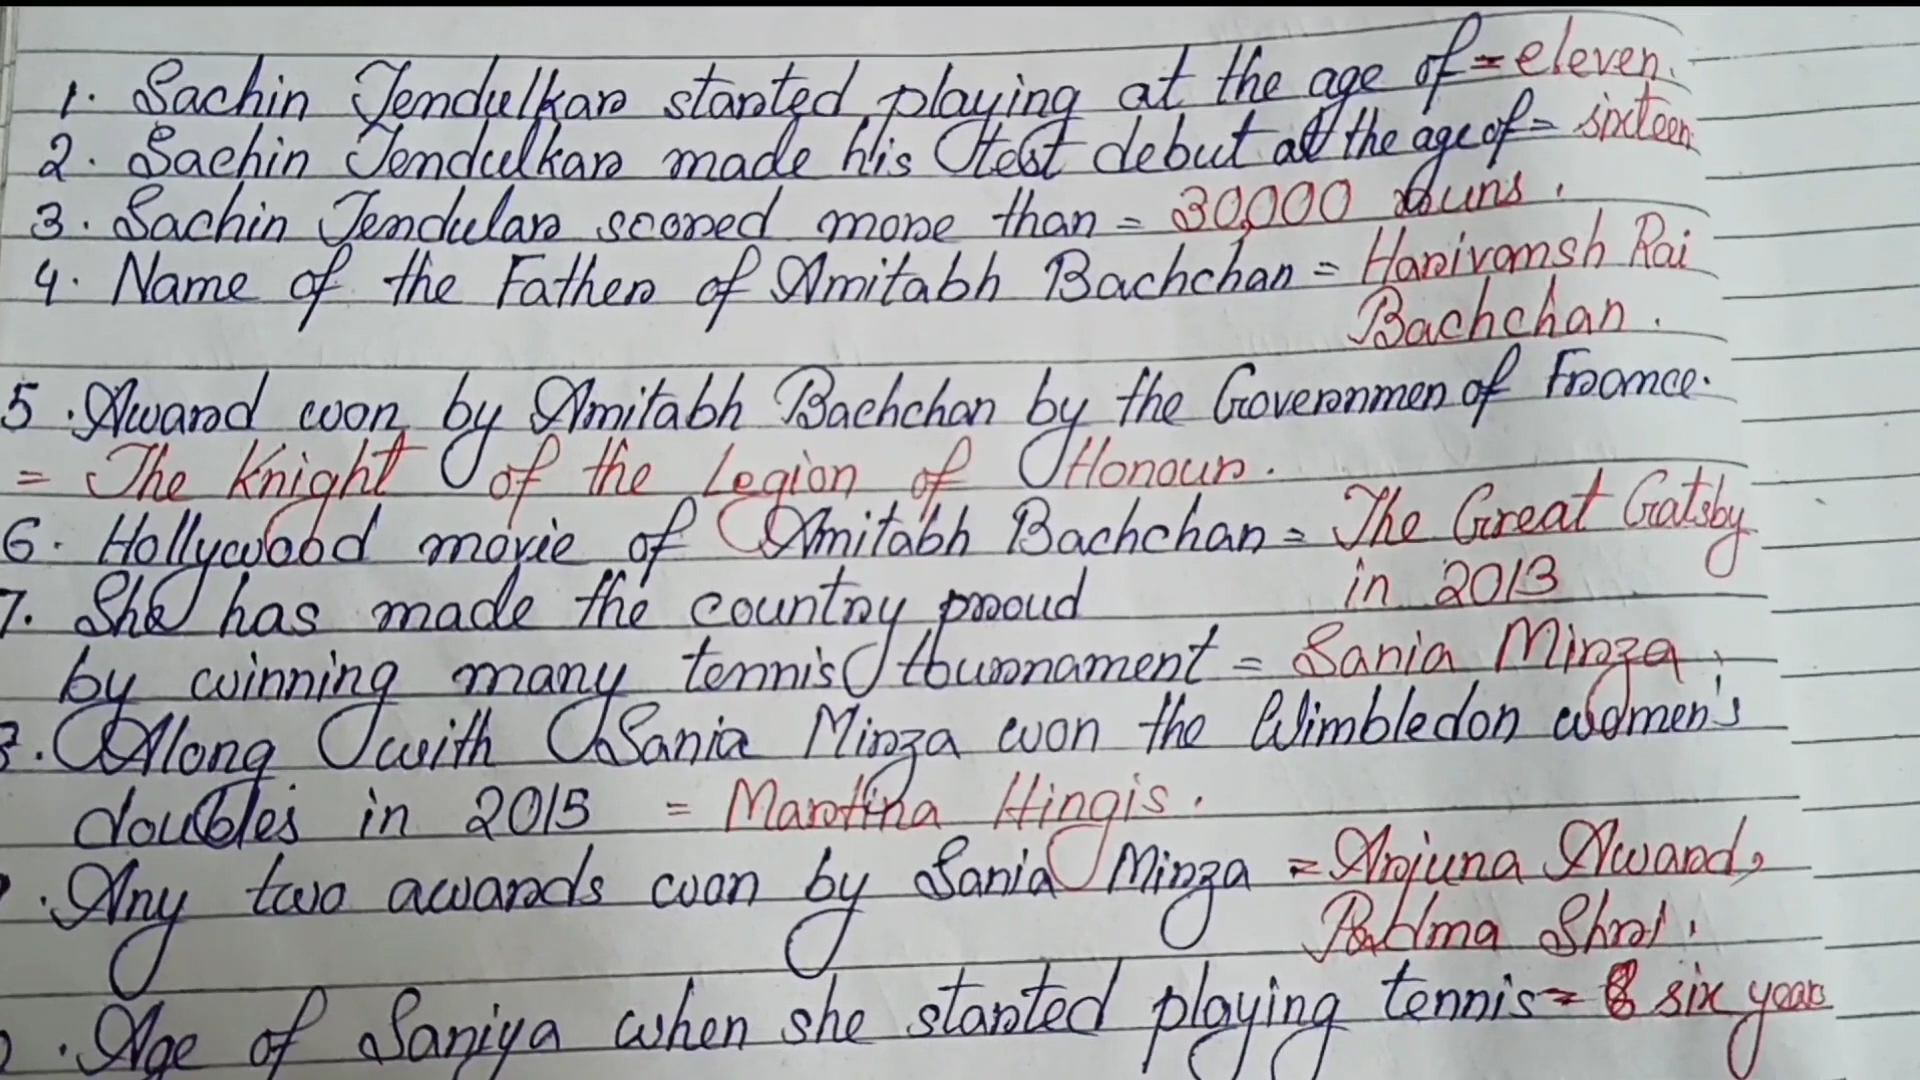 1. Sachin Tendulkar started playing at the age of = eleven.
2. Sachin Tendulkar made his test debut at the age of = sixteen
3. Sachin Tendular scored more than = 30,000 runs.
4. Name of the Father of Amitabh Bachchan = Harivamsh Rai
Bachchan.
5. Award won by Amitabh Bachchan by the Governmen of France.
= The Knight of the Legion of Honour.
6. Hollywood movie of Amitabh Bachchan = The Great Gatsby
in 2013
7. She has made the country proud
by winning many tennis tournament = Sania Mirza.
8. Along with Sania Mirza won the Wimbledon women's
doubles in 2015 = Martina Hingis.
. Any two awards won by Sania Mirza = Arjuna Award,
Padma Shri.
. Age of Saniya when she started playing tennis = six years